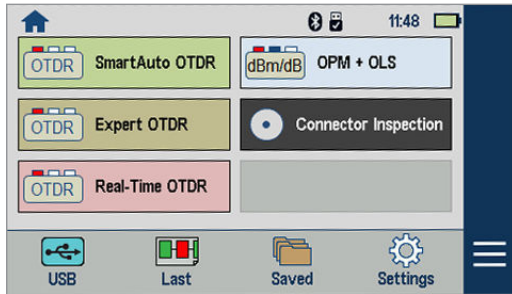 11:48
OTDR SmartAuto OTDR
dBm/dB OPM + OLS
OTDR Expert OTDR
Connector Inspection
OTDR Real-Time OTDR
USB
Last
Saved
Settings